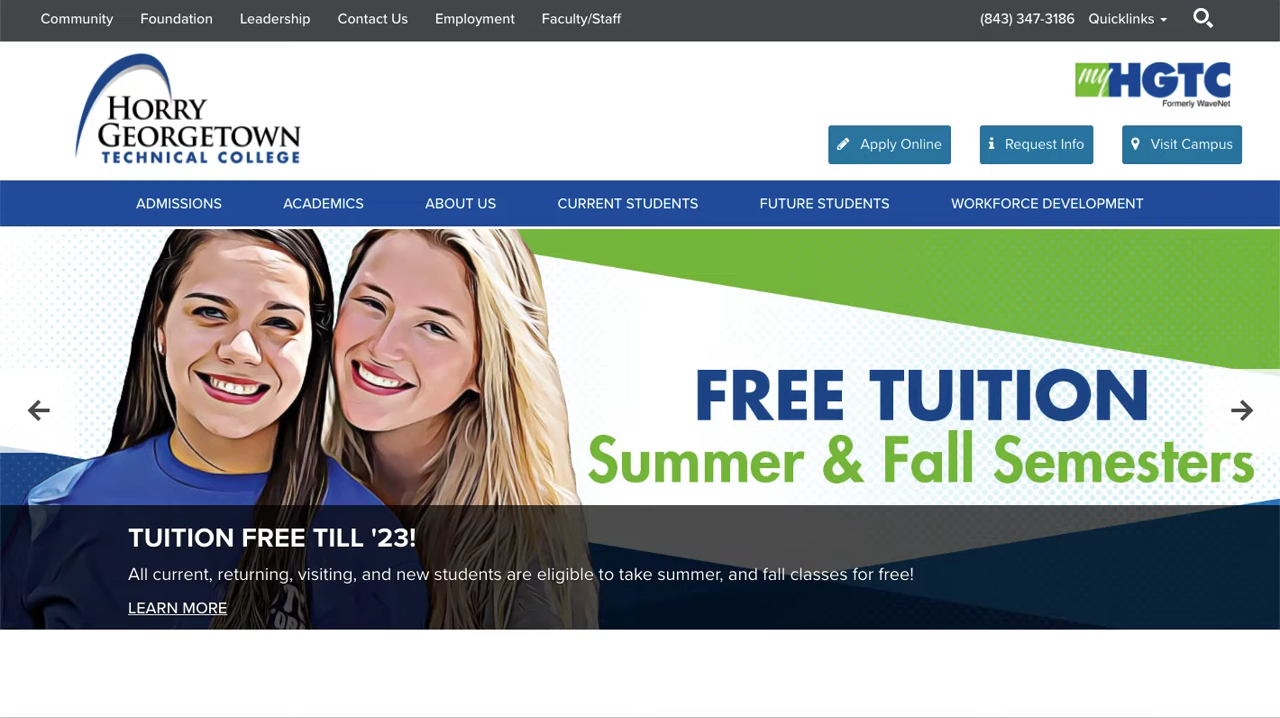 Community Foundation Leadership Contact Us Employment Faculty/Staff (843) 347-3186 Quicklinks
HORRY
GEORGETOWN
TECHNICAL COLLEGE
myHGTC
Formerly WaveNet
Apply Online Request Info Visit Campus
ADMISSIONS ACADEMICS ABOUT US CURRENT STUDENTS FUTURE STUDENTS WORKFORCE DEVELOPMENT
FREE TUITION
Summer & Fall Semesters
TUITION FREE TILL '23!
All current, returning, visiting, and new students are eligible to take summer, and fall classes for free!
LEARN MORE